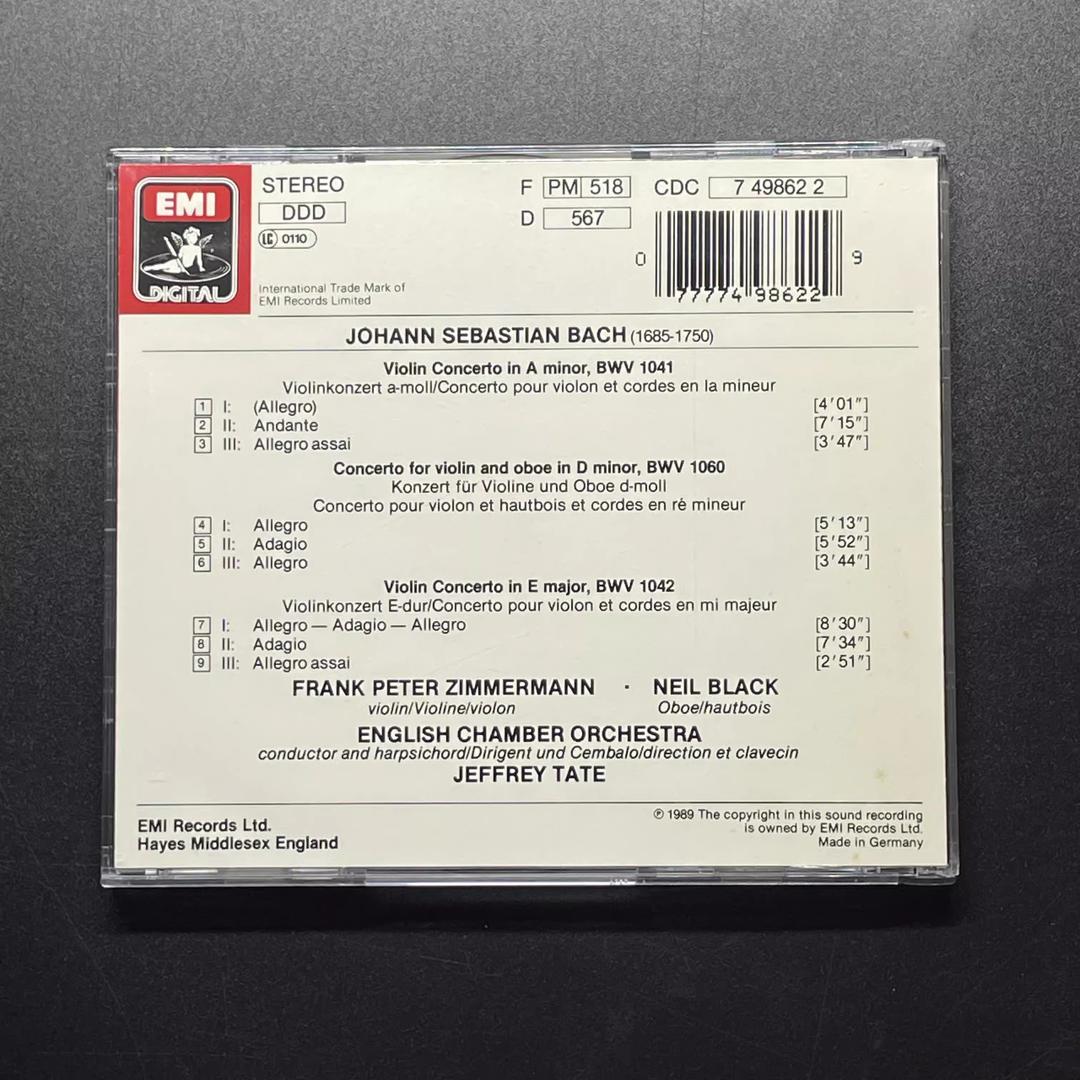 EMI
DIGITAL
STEREO
DDD
LC 0110
International Trade Mark of
EMI Records Limited
F PM 518 CDC 7 49862 2
D 567
0 77774 98622 9
JOHANN SEBASTIAN BACH (1685-1750)
Violin Concerto in A minor, BWV 1041
Violinkonzert a-moll/Concerto pour violon et cordes en la mineur
1 I: (Allegro) [4′01″]
2 II: Andante [7′15″]
3 III: Allegro assai [3′47″]
Concerto for violin and oboe in D minor, BWV 1060
Konzert für Violine und Oboe d-moll
Concerto pour violon et hautbois et cordes en ré mineur
4 I: Allegro [5′13″]
5 II: Adagio [5′52″]
6 III: Allegro [3′44″]
Violin Concerto in E major, BWV 1042
Violinkonzert E-dur/Concerto pour violon et cordes en mi majeur
7 I: Allegro — Adagio — Allegro [8′30″]
8 II: Adagio [7′34″]
9 III: Allegro assai [2′51″]
FRANK PETER ZIMMERMANN · NEIL BLACK
violin/Violine/violon Oboe/hautbois
ENGLISH CHAMBER ORCHESTRA
conductor and harpsichord/Dirigent und Cembalo/direction et clavecin
JEFFREY TATE
EMI Records Ltd.
Hayes Middlesex England
℗ 1989 The copyright in this sound recording
is owned by EMI Records Ltd.
Made in Germany